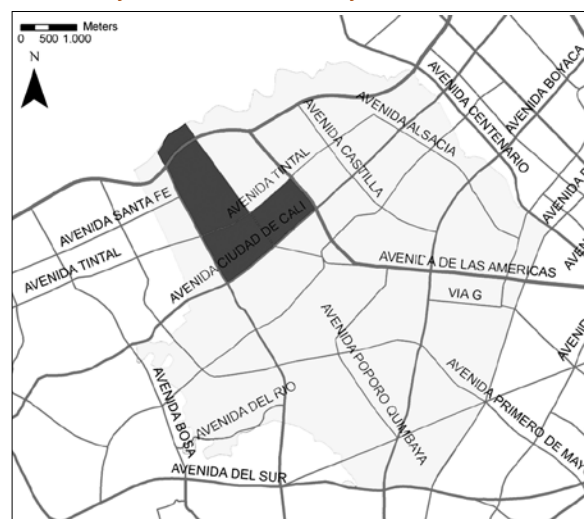 Meters
0 500 1.000
N
AVENIDA BOYACA
AVENIDA CENTENARIO
AVENIDA ALSACIA
AVENIDA CASTILLA
AVENIDA TINTAL
AVENIDA SANTA FE
AVENIDA TINTAL
AVENIDA CIUDAD DE CALI
AVENIDA DE LAS AMERICAS
VIA G
AVENIDA POPORO QUIMBAYA
AVENIDA PRIMERO DE MAYO
AVENIDA DEL RIO
AVENIDA BOSA
AVENIDA DEL SUR